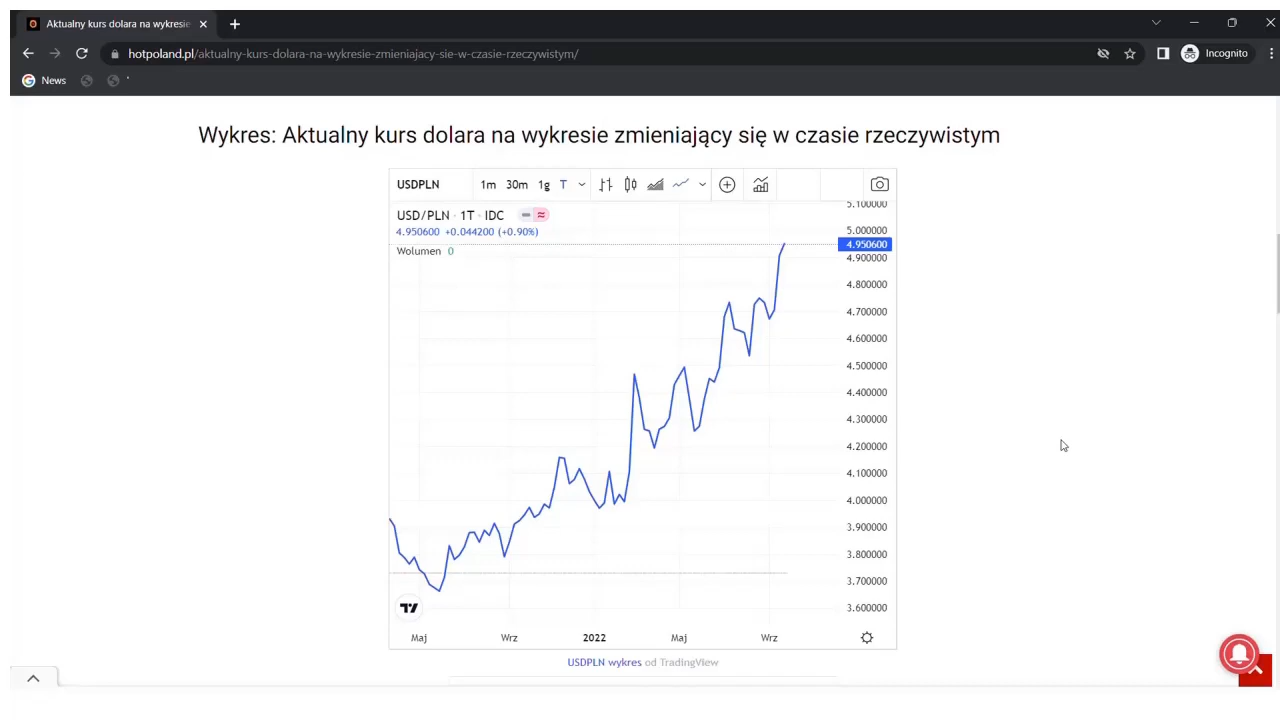 Aktualny kurs dolara na wykresie
hotpoland.pl/aktualny-kurs-dolara-na-wykresie-zmieniajacy-sie-w-czasie-rzeczywistym/
Incognito
News
Wykres: Aktualny kurs dolara na wykresie zmieniający się w czasie rzeczywistym
USDPLN 1m 30m 1g T
USD/PLN · 1T · IDC
4.950600 +0.044200 (+0.90%)
Wolumen 0
5.100000
5.000000
4.950600
4.900000
4.800000
4.700000
4.600000
4.500000
4.400000
4.300000
4.200000
4.100000
4.000000
3.900000
3.800000
3.700000
3.600000
Maj Wrz 2022 Maj Wrz
USDPLN wykres od TradingView